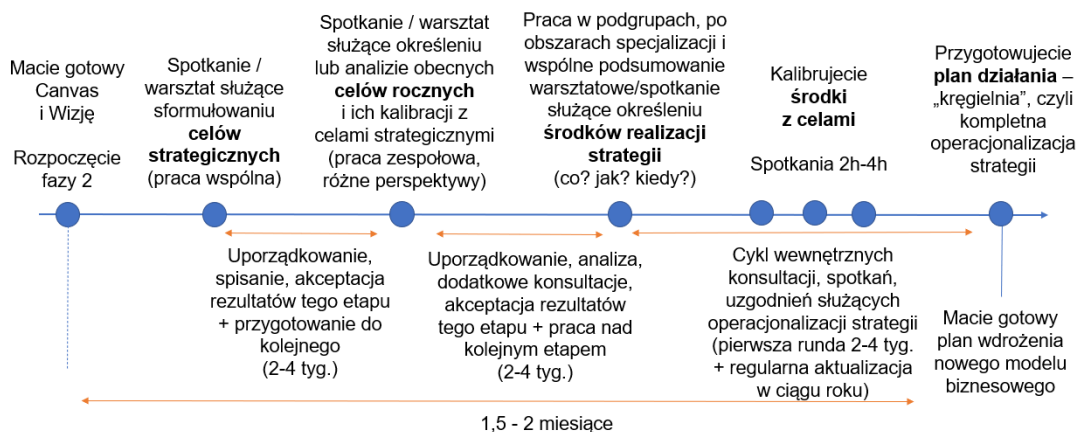 Macie gotowy
Canvas
i Wizję
Rozpoczęcie
fazy 2
Spotkanie /
warsztat służące
sformułowaniu
celów
strategicznych
(praca wspólna)
Spotkanie / warsztat
służące określeniu
lub analizie obecnych
celów rocznych
i ich kalibracji z
celami strategicznymi
(praca zespołowa,
różne perspektywy)
Praca w podgrupach, po
obszarach specjalizacji i
wspólne podsumowanie
warsztatowe/spotkanie
służące określeniu
środków realizacji
strategii
(co? jak? kiedy?)
Kalibrujecie
środki
z celami
Spotkania 2h-4h
Przygotowujecie
plan działania –
„kręgielnia”, czyli
kompletna
operacjonalizacja
strategii
Uporządkowanie,
spisanie, akceptacja
rezultatów tego etapu
+ przygotowanie do
kolejnego
(2-4 tyg.)
Uporządkowanie, analiza,
dodatkowe konsultacje,
akceptacja rezultatów
tego etapu + praca nad
kolejnym etapem
(2-4 tyg.)
Cykl wewnętrznych
konsultacji, spotkań,
uzgodnień służących
operacjonalizacji strategii
(pierwsza runda 2-4 tyg.
+ regularna aktualizacja
w ciągu roku)
Macie gotowy
plan wdrożenia
nowego modelu
biznesowego
1,5 - 2 miesiące